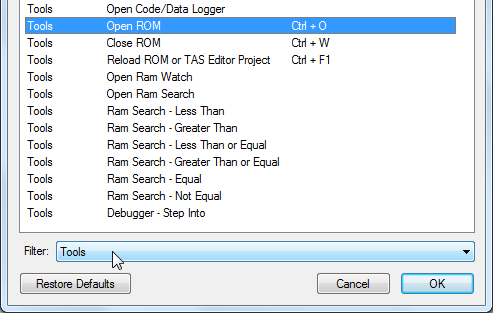 Tools Open Code/Data Logger
Tools Open ROM Ctrl + O
Tools Close ROM Ctrl + W
Tools Reload ROM or TAS Editor Project Ctrl + F1
Tools Open Ram Watch
Tools Open Ram Search
Tools Ram Search - Less Than
Tools Ram Search - Greater Than
Tools Ram Search - Less Than or Equal
Tools Ram Search - Greater Than or Equal
Tools Ram Search - Equal
Tools Ram Search - Not Equal
Tools Debugger - Step Into
Filter: Tools
Restore Defaults Cancel OK